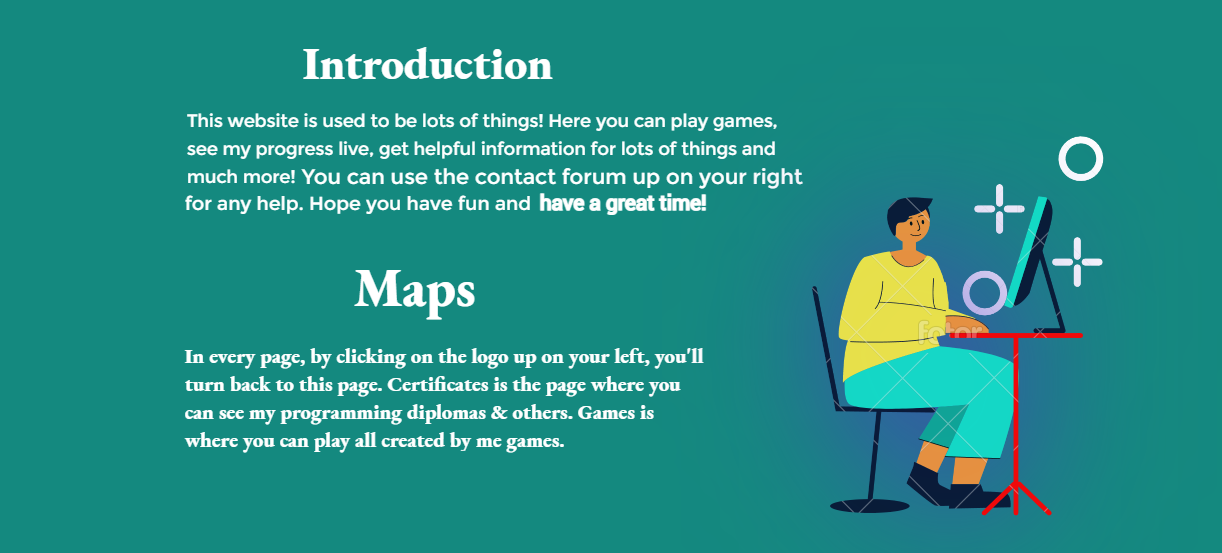 Introduction
This website is used to be lots of things! Here you can play games,
see my progress live, get helpful information for lots of things and
much more! You can use the contact forum up on your right
for any help. Hope you have fun and have a great time!
Maps
In every page, by clicking on the logo up on your left, you'll
turn back to this page. Certificates is the page where you
can see my programming diplomas & others. Games is
where you can play all created by me games.
fotor